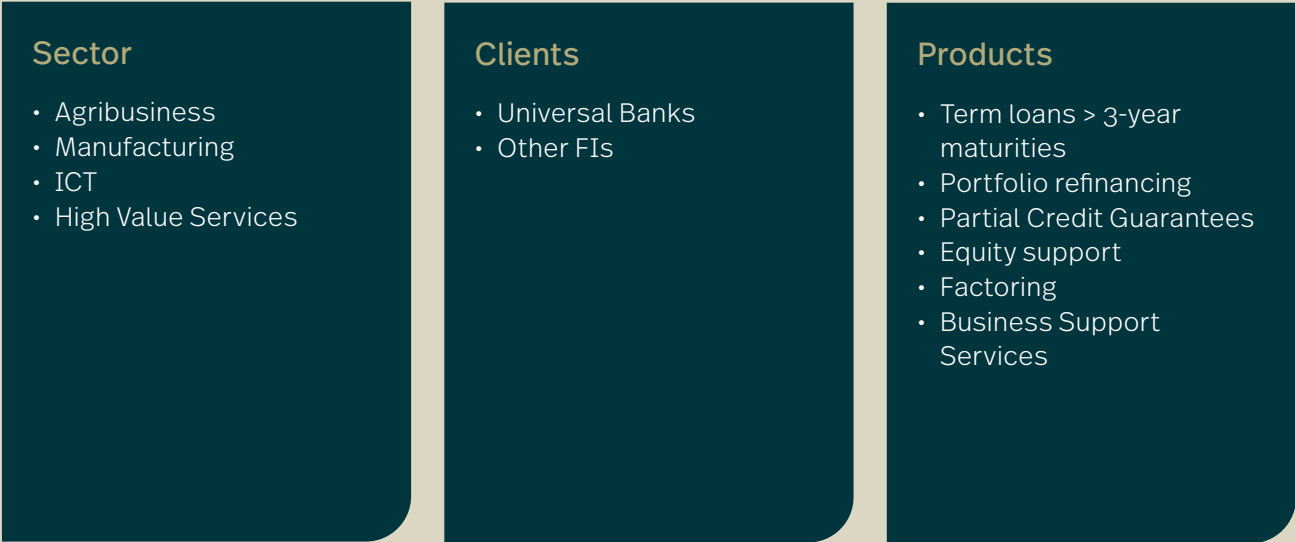 Sector
• Agribusiness
• Manufacturing
• ICT
• High Value Services
Clients
• Universal Banks
• Other FIs
Products
• Term loans > 3-year
maturities
• Portfolio refinancing
• Partial Credit Guarantees
• Equity support
• Factoring
• Business Support
Services